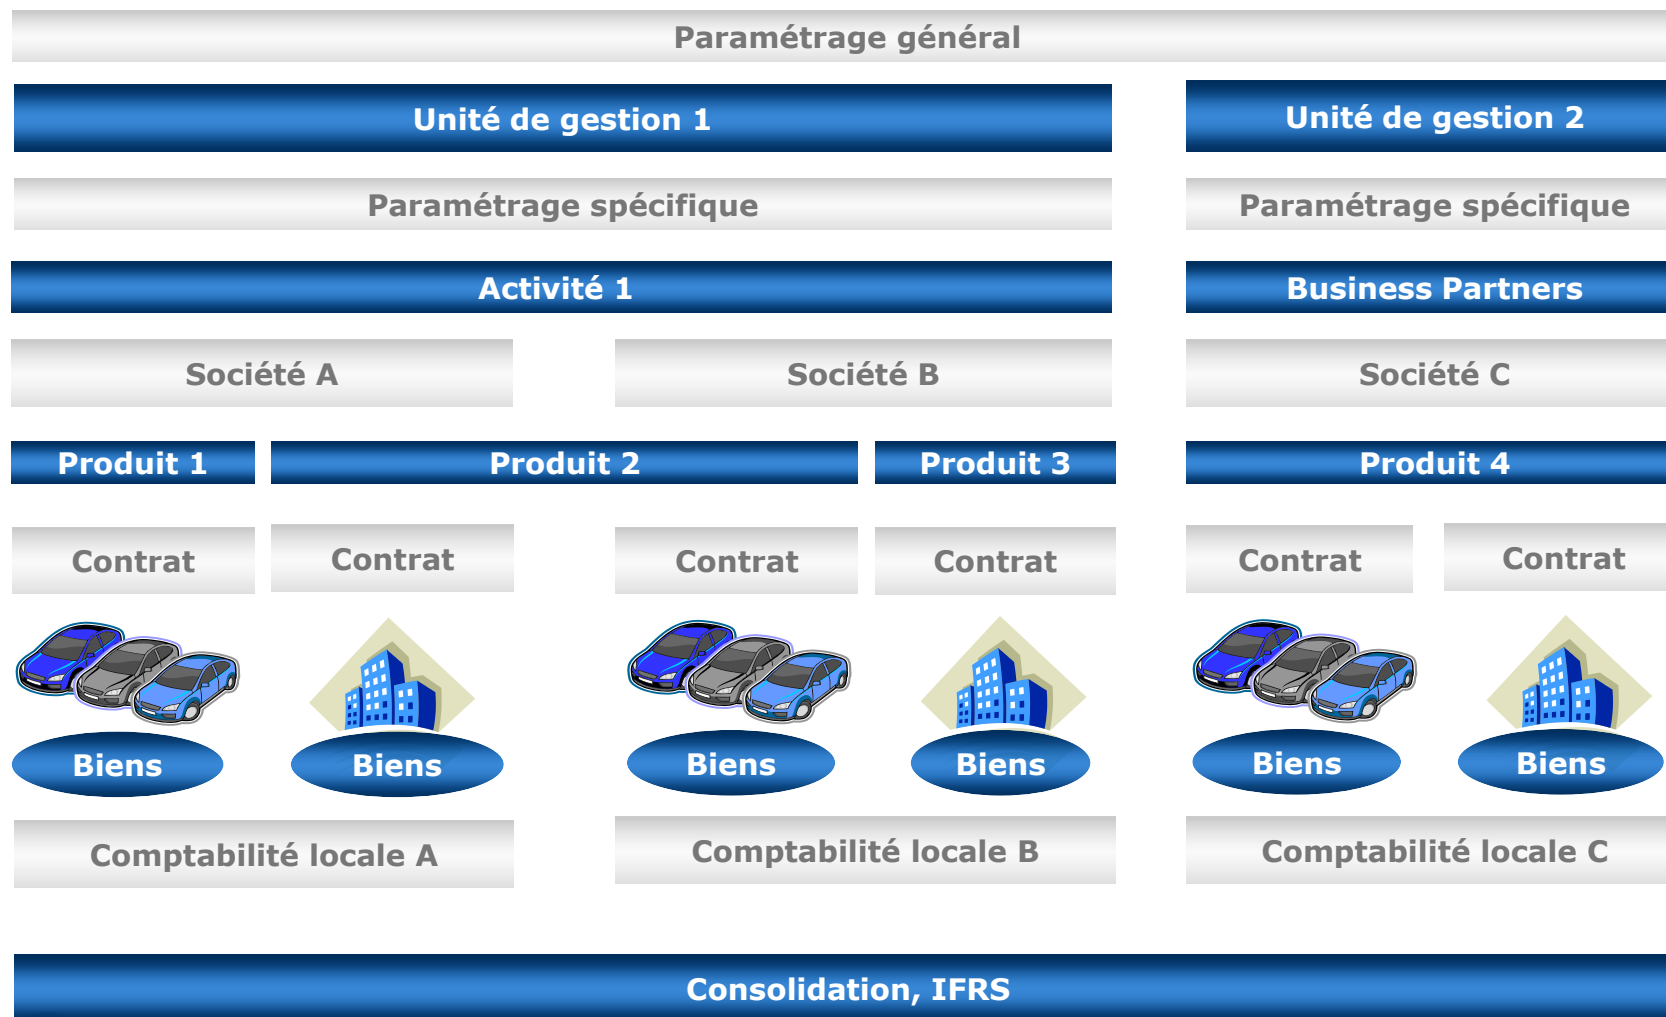 Paramétrage général
Unité de gestion 1
Unité de gestion 2
Paramétrage spécifique
Paramétrage spécifique
Activité 1
Business Partners
Société A
Société B
Société C
Produit 1
Produit 2
Produit 3
Produit 4
Contrat
Contrat
Contrat
Contrat
Contrat
Contrat
Biens
Biens
Biens
Biens
Biens
Biens
Comptabilité locale A
Comptabilité locale B
Comptabilité locale C
Consolidation, IFRS